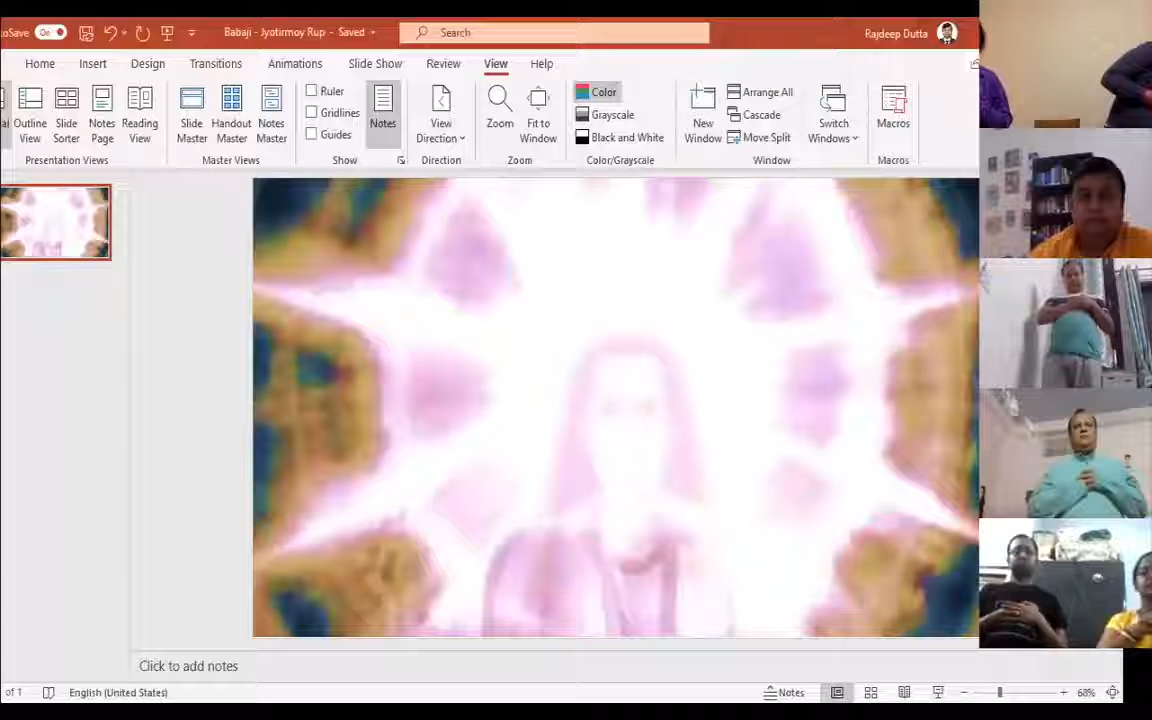 On
Babaji - Jyotirmoy Rup - Saved
Search
Rajdeep Dutta
Home Insert Design Transitions Animations Slide Show Review View Help
Outline View
Slide Sorter
Notes Page
Reading View
Presentation Views
Slide Master
Handout Master
Notes Master
Master Views
Ruler
Gridlines
Guides
Show
Notes
View Direction
Direction
Zoom
Fit to Window
Zoom
Color
Grayscale
Black and White
Color/Grayscale
New Window
Arrange All
Cascade
Move Split
Window
Switch Windows
Macros
Macros
Click to add notes
of 1 English (United States) Notes 68%